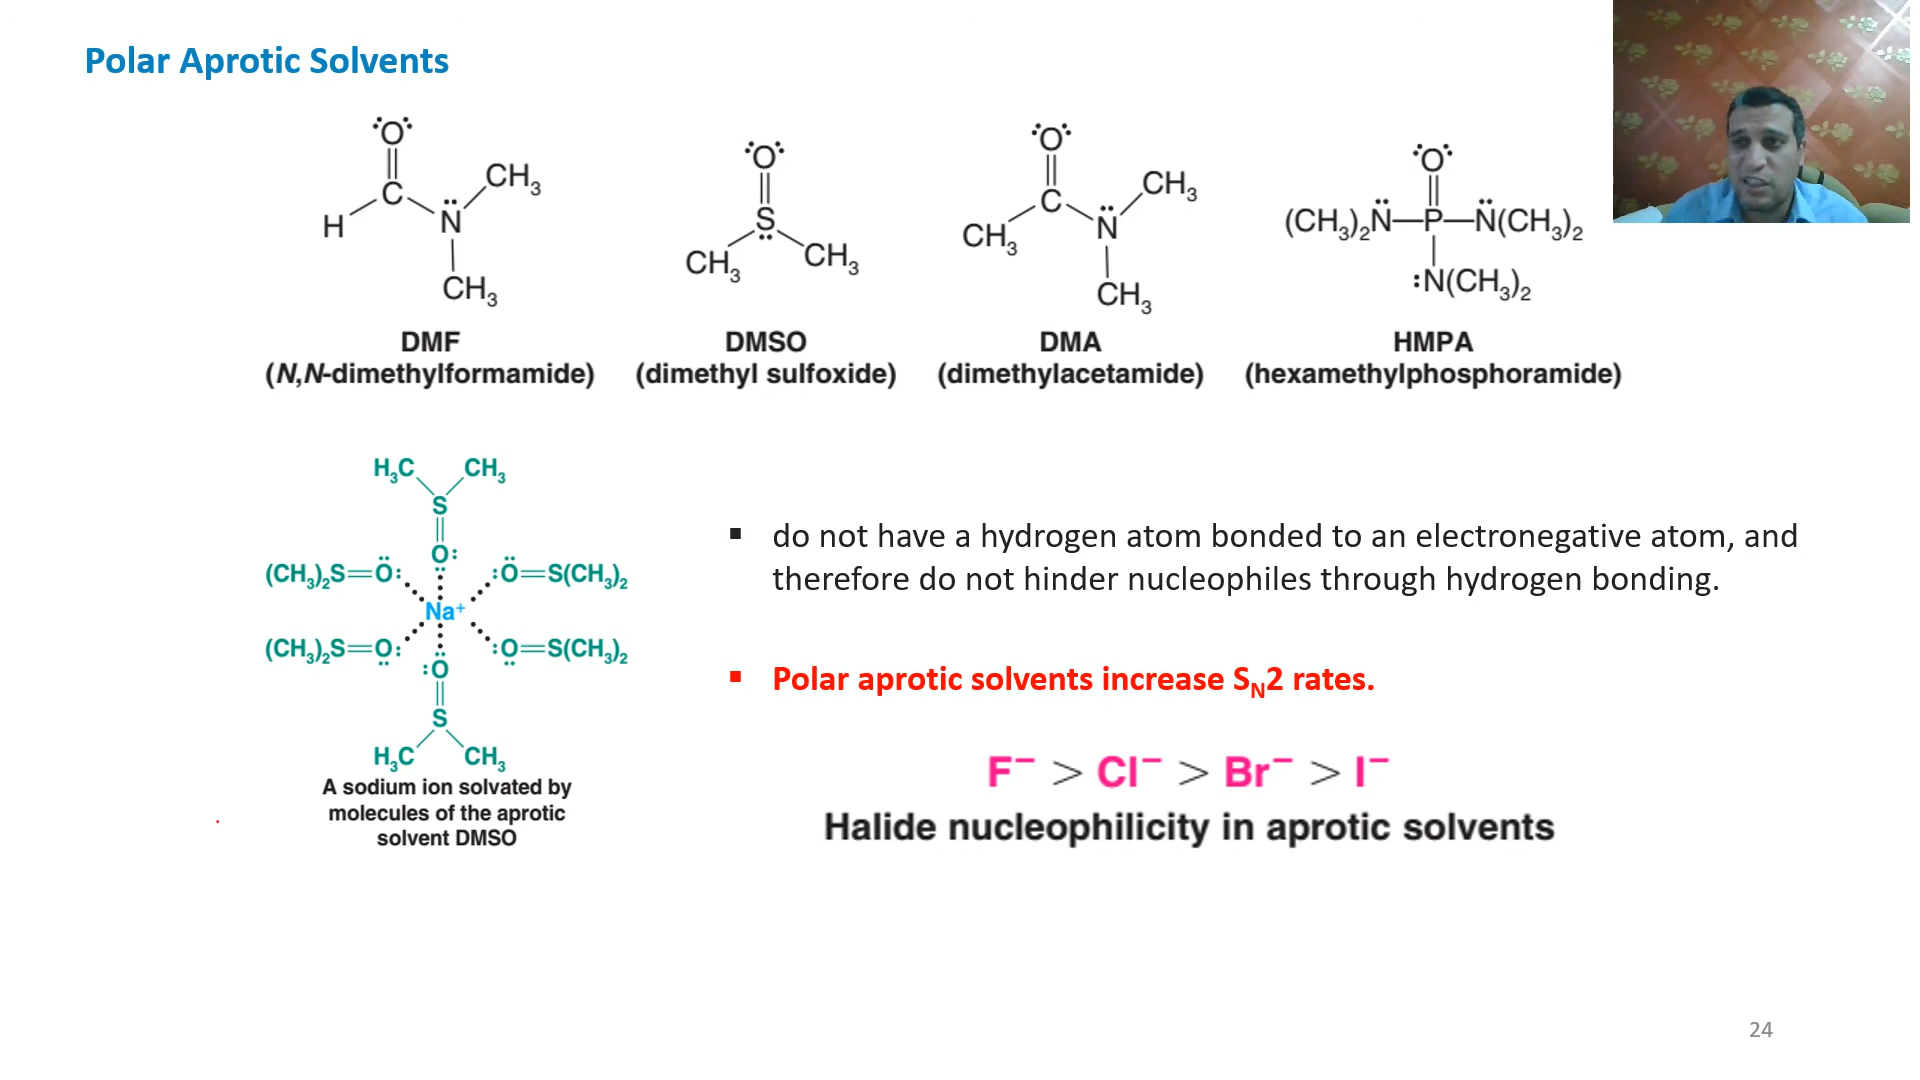 Polar Aprotic Solvents
O
C
H
N
CH3
CH3
DMF
(N,N-dimethylformamide)
O
S
CH3
CH3
DMSO
(dimethyl sulfoxide)
O
C
CH3
N
CH3
CH3
DMA
(dimethylacetamide)
O
(CH3)2N—P—N(CH3)2
:N(CH3)2
HMPA
(hexamethylphosphoramide)
H3C CH3
S
O:
(CH3)2S=O: :O=S(CH3)2
Na+
(CH3)2S=O: :O=S(CH3)2
:O
S
H3C CH3
A sodium ion solvated by
molecules of the aprotic
solvent DMSO
▪ do not have a hydrogen atom bonded to an electronegative atom, and
therefore do not hinder nucleophiles through hydrogen bonding.
▪ Polar aprotic solvents increase SN2 rates.
F− > Cl− > Br− > I−
Halide nucleophilicity in aprotic solvents
24